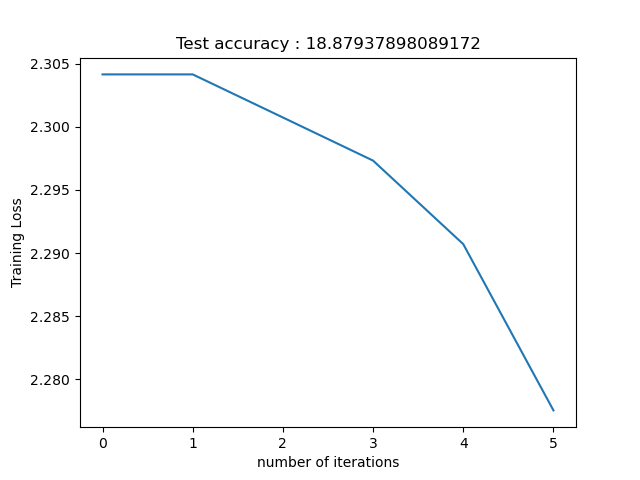 Test accuracy : 18.87937898089172
2.305
2.300
2.295
2.290
2.285
2.280
Training Loss
0 1 2 3 4 5
number of iterations